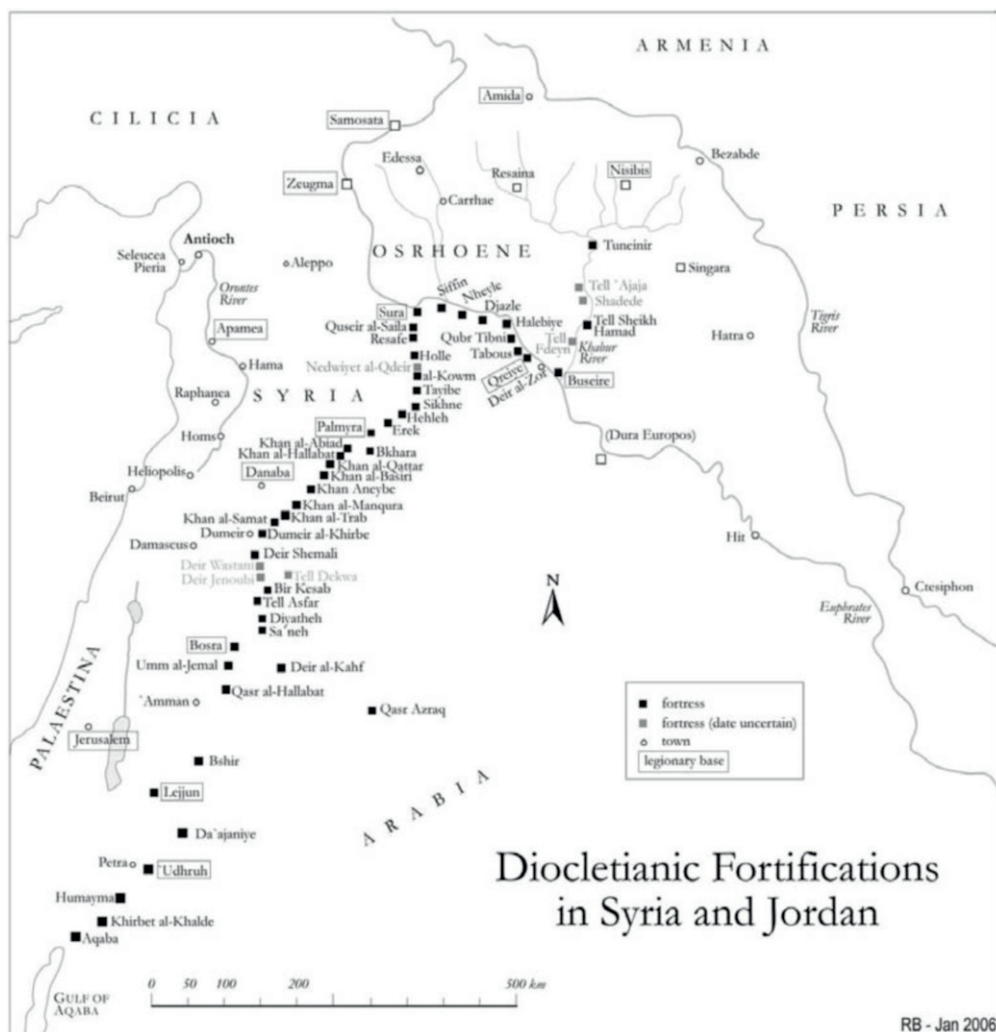 ARMENIA
Amida
CILICIA
Samosata
Edessa
Resaina
Nisibis
Bezabde
Zeugma
Carrhae
PERSIA
Antioch
OSRHOENE
Tuneinir
Seleucea
Pieria
Aleppo
Singara
Orontes
River
Siffin
Nheyle
Tell `Ajaja
Shadede
Sura
Djazle
Apamea
Quseir al-Saila
Halebiye
Tell Sheikh
Hamad
Tigris
River
Resafe
Qubr Tibni
Tell
Fdeyn
Hatra
Khabur
River
Holle
Tabous
Hama
Nedwiyet al-Qdeir
al-Kowm
Qreiye
Deir al-Zor
Buseire
Raphanea
SYRIA
Tayibe
Sikhne
Hehleh
Palmyra
Erek
Homs
Khan al-Abiad
(Dura Europos)
Khan al-Hallabat
Bkhara
Heliopolis
Danaba
Khan al-Qattar
Khan al-Basiri
Beirut
Khan Aneybe
Khan al-Manqura
Khan al-Samat
Khan al-Trab
Dumeir
Dumeir al-Khirbe
Hit
Damascus
Deir Shemali
Deir Wastani
Deir Jenoubi
Tell Dekwa
Bir Kesab
N
Ctesiphon
Tell Asfar
Euphrates
River
Diyatheh
Sa`neh
Bosra
Umm al-Jemal
Deir al-Kahf
PALAESTINA
Qasr al-Hallabat
`Amman
Qasr Azraq
fortress
fortress (date uncertain)
town
legionary base
Jerusalem
Bshir
Lejjun
ARABIA
Da`ajaniye
Petra
`Udhruh
Diocletianic Fortifications
in Syria and Jordan
Humayma
Khirbet al-Khalde
Aqaba
0 50 100 200 500 km
GULF OF
AQABA
RB - Jan 2006